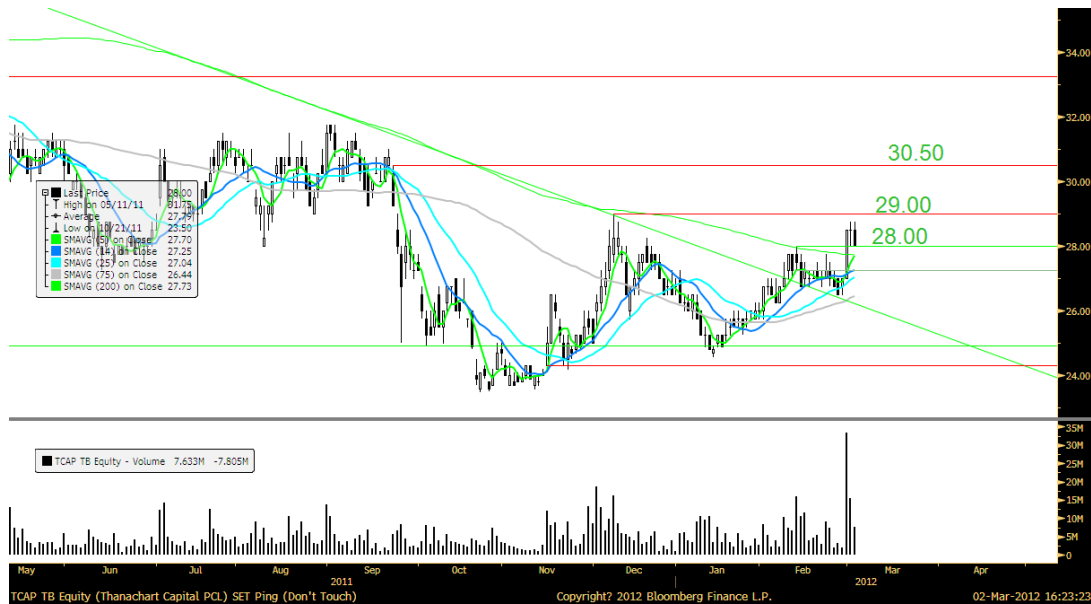 34.00
32.00
30.50
30.00
29.00
28.00
28.00
26.00
24.00
Last Price 28.00
High on 05/11/11 31.75
Average 27.79
Low on 10/21/11 23.50
SMAVG (5) on Close 27.70
SMAVG (14) on Close 27.25
SMAVG (25) on Close 27.04
SMAVG (75) on Close 26.44
SMAVG (200) on Close 27.73
TCAP TB Equity - Volume 7.633M -7.805M
35M
30M
25M
20M
15M
10M
5M
0
May Jun Jul Aug Sep Oct Nov Dec Jan Feb Mar Apr
2011 2012
TCAP TB Equity (Thanachart Capital PCL) SET Ping (Don't Touch) Copyright? 2012 Bloomberg Finance L.P. 02-Mar-2012 16:23:23